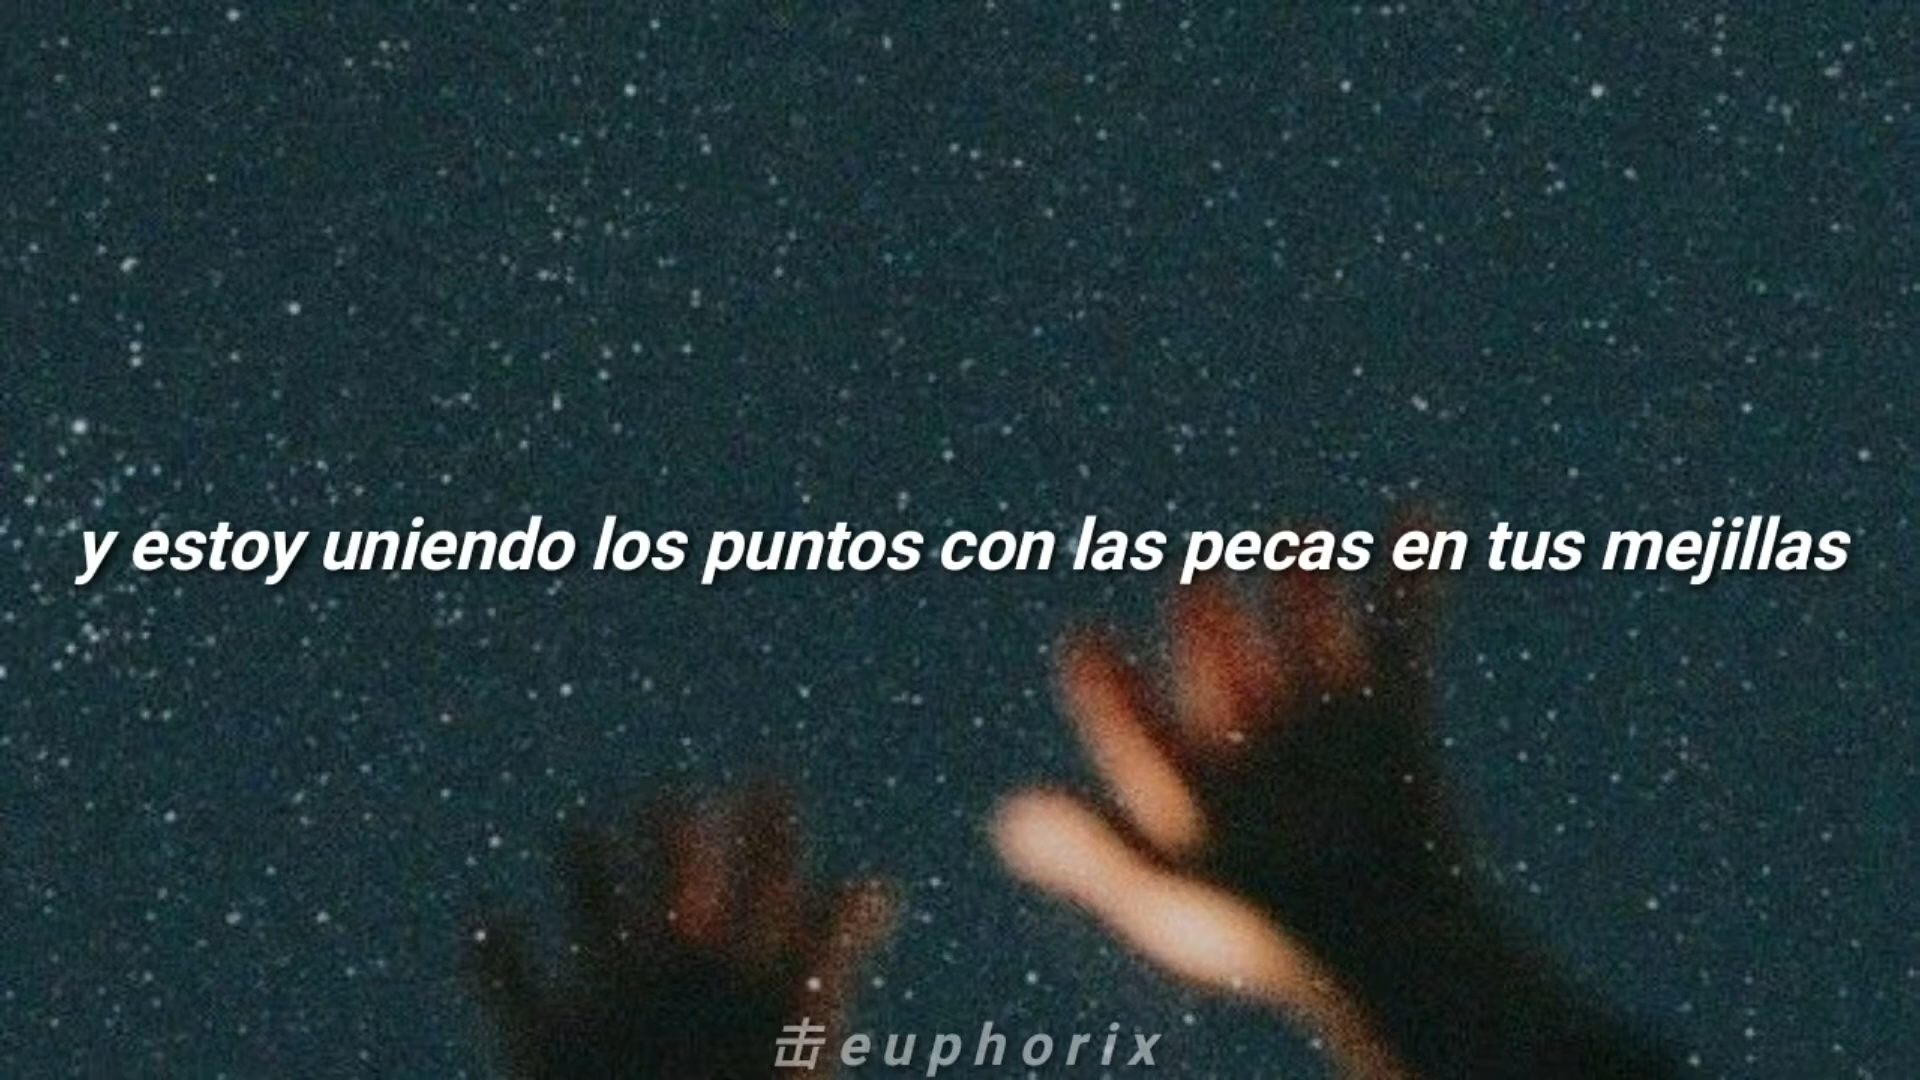 y estoy uniendo los puntos con las pecas en tus mejillas
击euphorix